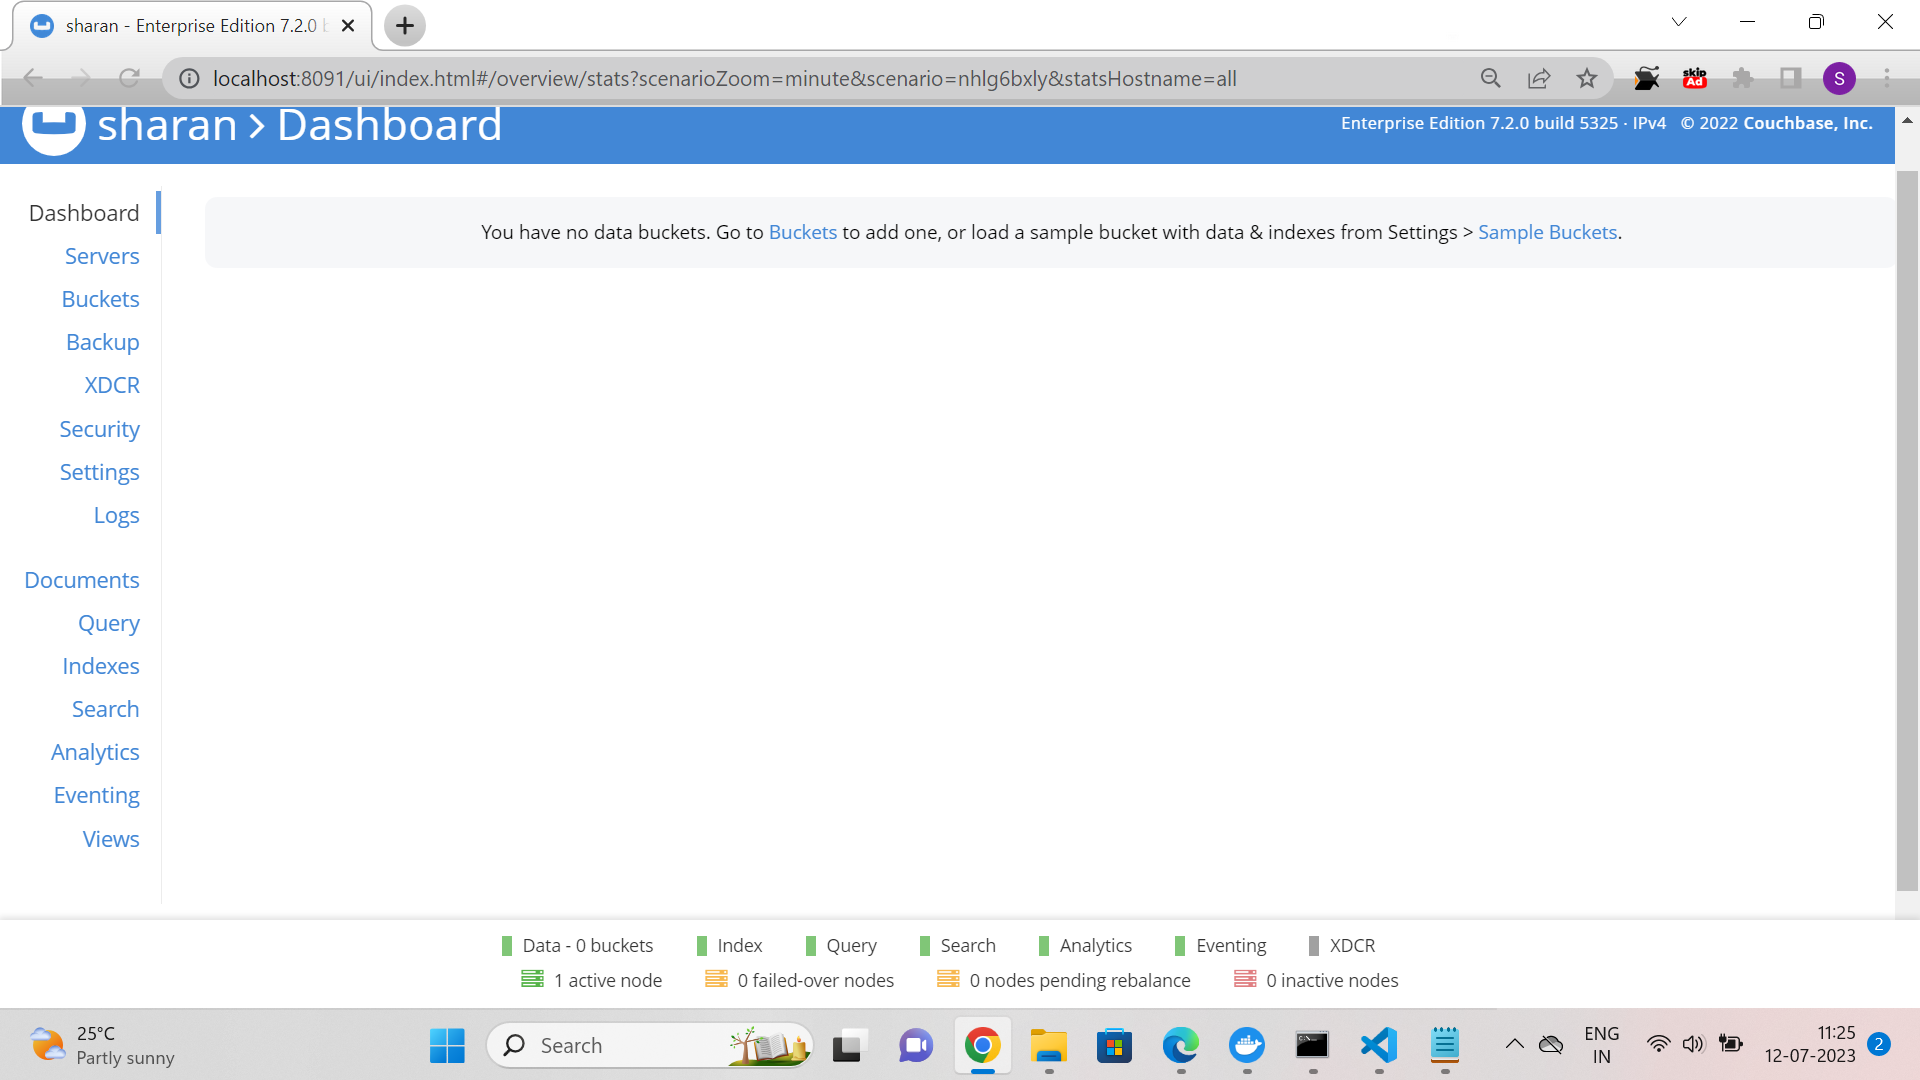 sharan - Enterprise Edition 7.2.0
localhost:8091/ui/index.html#/overview/stats?scenarioZoom=minute&scenario=nhlg6bxly&statsHostname=all
skip
Ad
S
sharan > Dashboard
Enterprise Edition 7.2.0 build 5325 · IPv4 © 2022 Couchbase, Inc.
You have no data buckets. Go to Buckets to add one, or load a sample bucket with data & indexes from Settings > Sample Buckets.
Dashboard
Servers
Buckets
Backup
XDCR
Security
Settings
Logs
Documents
Query
Indexes
Search
Analytics
Eventing
Views
Data - 0 buckets Index Query Search Analytics Eventing XDCR
1 active node 0 failed-over nodes 0 nodes pending rebalance 0 inactive nodes
25°C
Partly sunny
Search
ENG
IN
11:25
12-07-2023
2